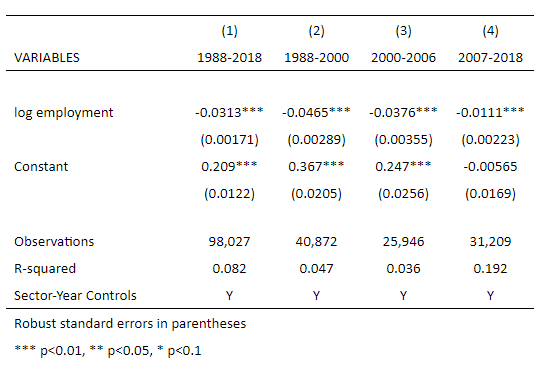 (1) (2) (3) (4)
VARIABLES 1988-2018 1988-2000 2000-2006 2007-2018
log employment -0.0313*** -0.0465*** -0.0376*** -0.0111***
(0.00171) (0.00289) (0.00355) (0.00223)
Constant 0.209*** 0.367*** 0.247*** -0.00565
(0.0122) (0.0205) (0.0256) (0.0169)
Observations 98,027 40,872 25,946 31,209
R-squared 0.082 0.047 0.036 0.192
Sector-Year Controls Y Y Y Y
Robust standard errors in parentheses
*** p<0.01, ** p<0.05, * p<0.1